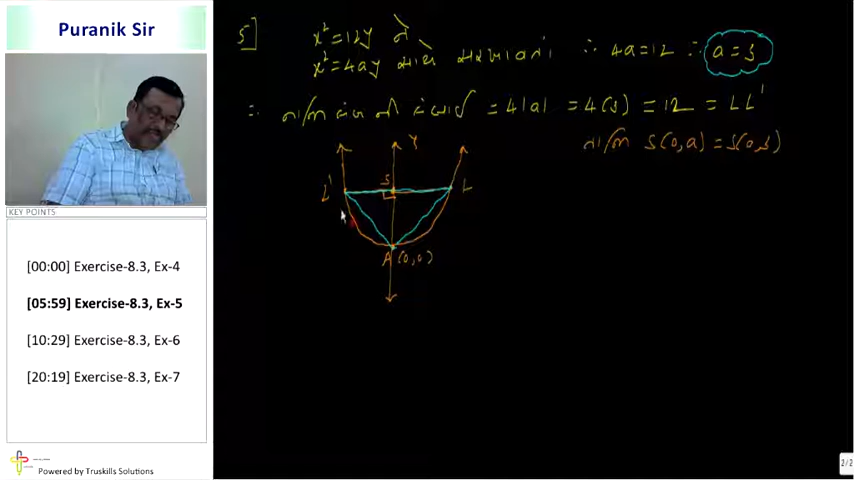 Puranik Sir
KEY POINTS
[00:00] Exercise-8.3, Ex-4
[05:59] Exercise-8.3, Ex-5
[10:29] Exercise-8.3, Ex-6
[20:19] Exercise-8.3, Ex-7
Powered by Truskills Solutions
5] x²=12y ને
x²=4ay સાથે સરખાવતાં ∴ 4a=12 ∴ a=3
∴ નાભિલંબ ની લંબાઈ =4|a| =4(3) =12 = LL'
નાભિ S(0,a)=S(0,3)
Y
L' S L
A(0,0)
2/2